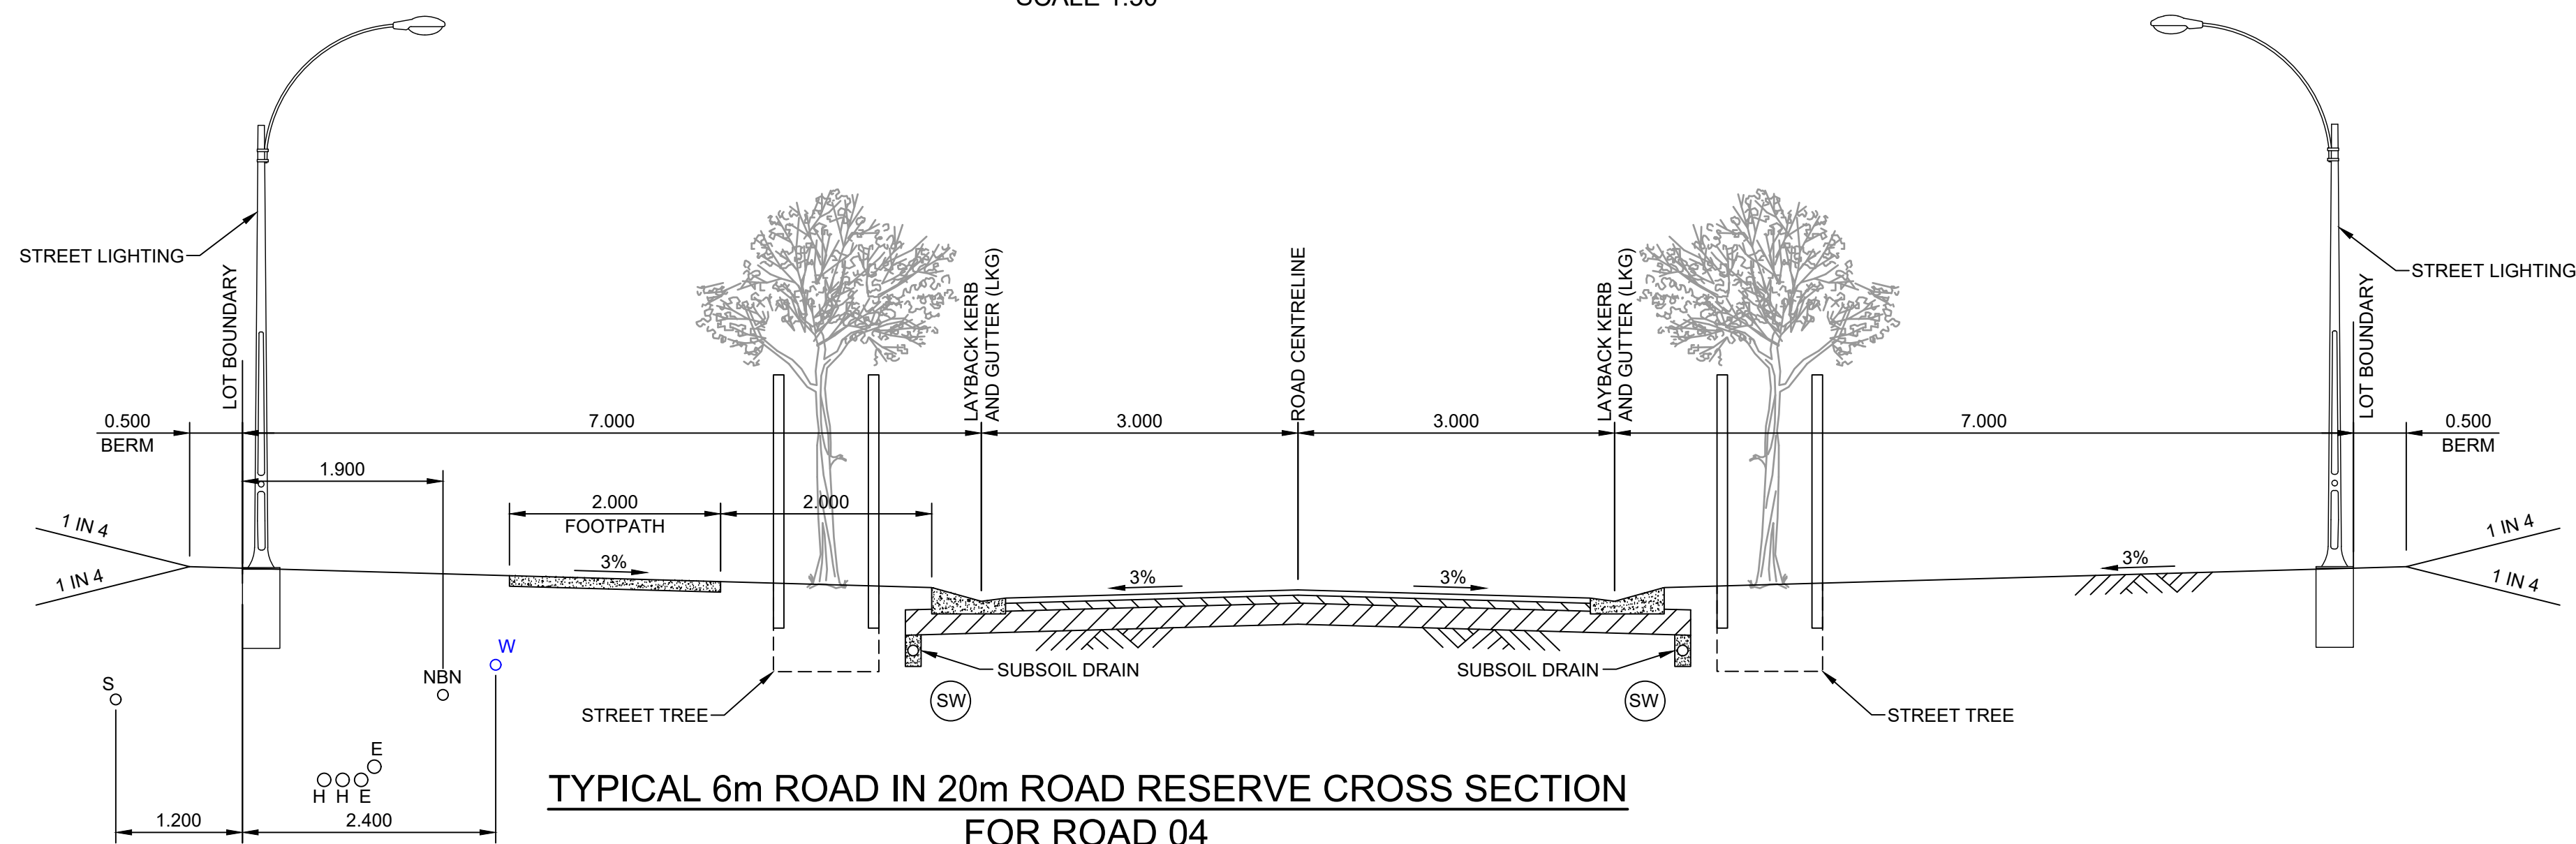 STREET LIGHTING
LOT BOUNDARY
LAYBACK KERB
AND GUTTER (LKG)
ROAD CENTRELINE
LAYBACK KERB
AND GUTTER (LKG)
STREET LIGHTING
LOT BOUNDARY
0.500
BERM
7.000
3.000
3.000
7.000
0.500
BERM
1.900
2.000
FOOTPATH
2.000
1 IN 4
1 IN 4
3%
3%
3%
3%
1 IN 4
1 IN 4
W
NBN
S
SUBSOIL DRAIN
SUBSOIL DRAIN
SW
SW
STREET TREE
STREET TREE
E
H H E
1.200
2.400
TYPICAL 6m ROAD IN 20m ROAD RESERVE CROSS SECTION
FOR ROAD 04